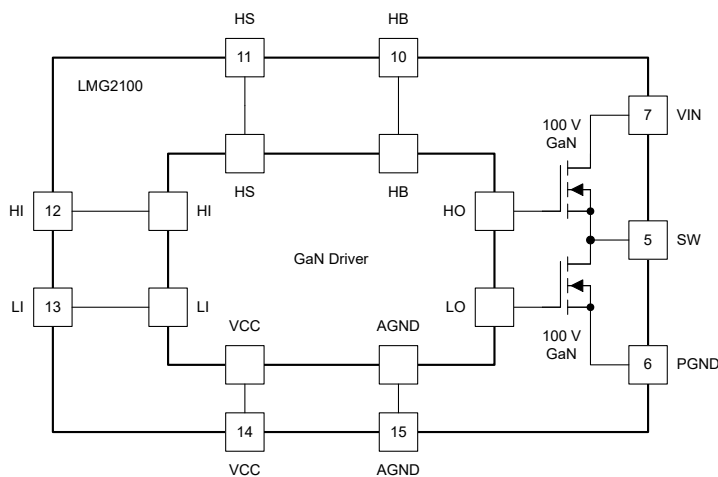 HS
HB
11
10
LMG2100
7
VIN
100 V
GaN
HS
HB
HI
12
HI
HO
GaN Driver
5
SW
LI
13
LI
LO
VCC
AGND
100 V
GaN
6
PGND
14
15
VCC
AGND